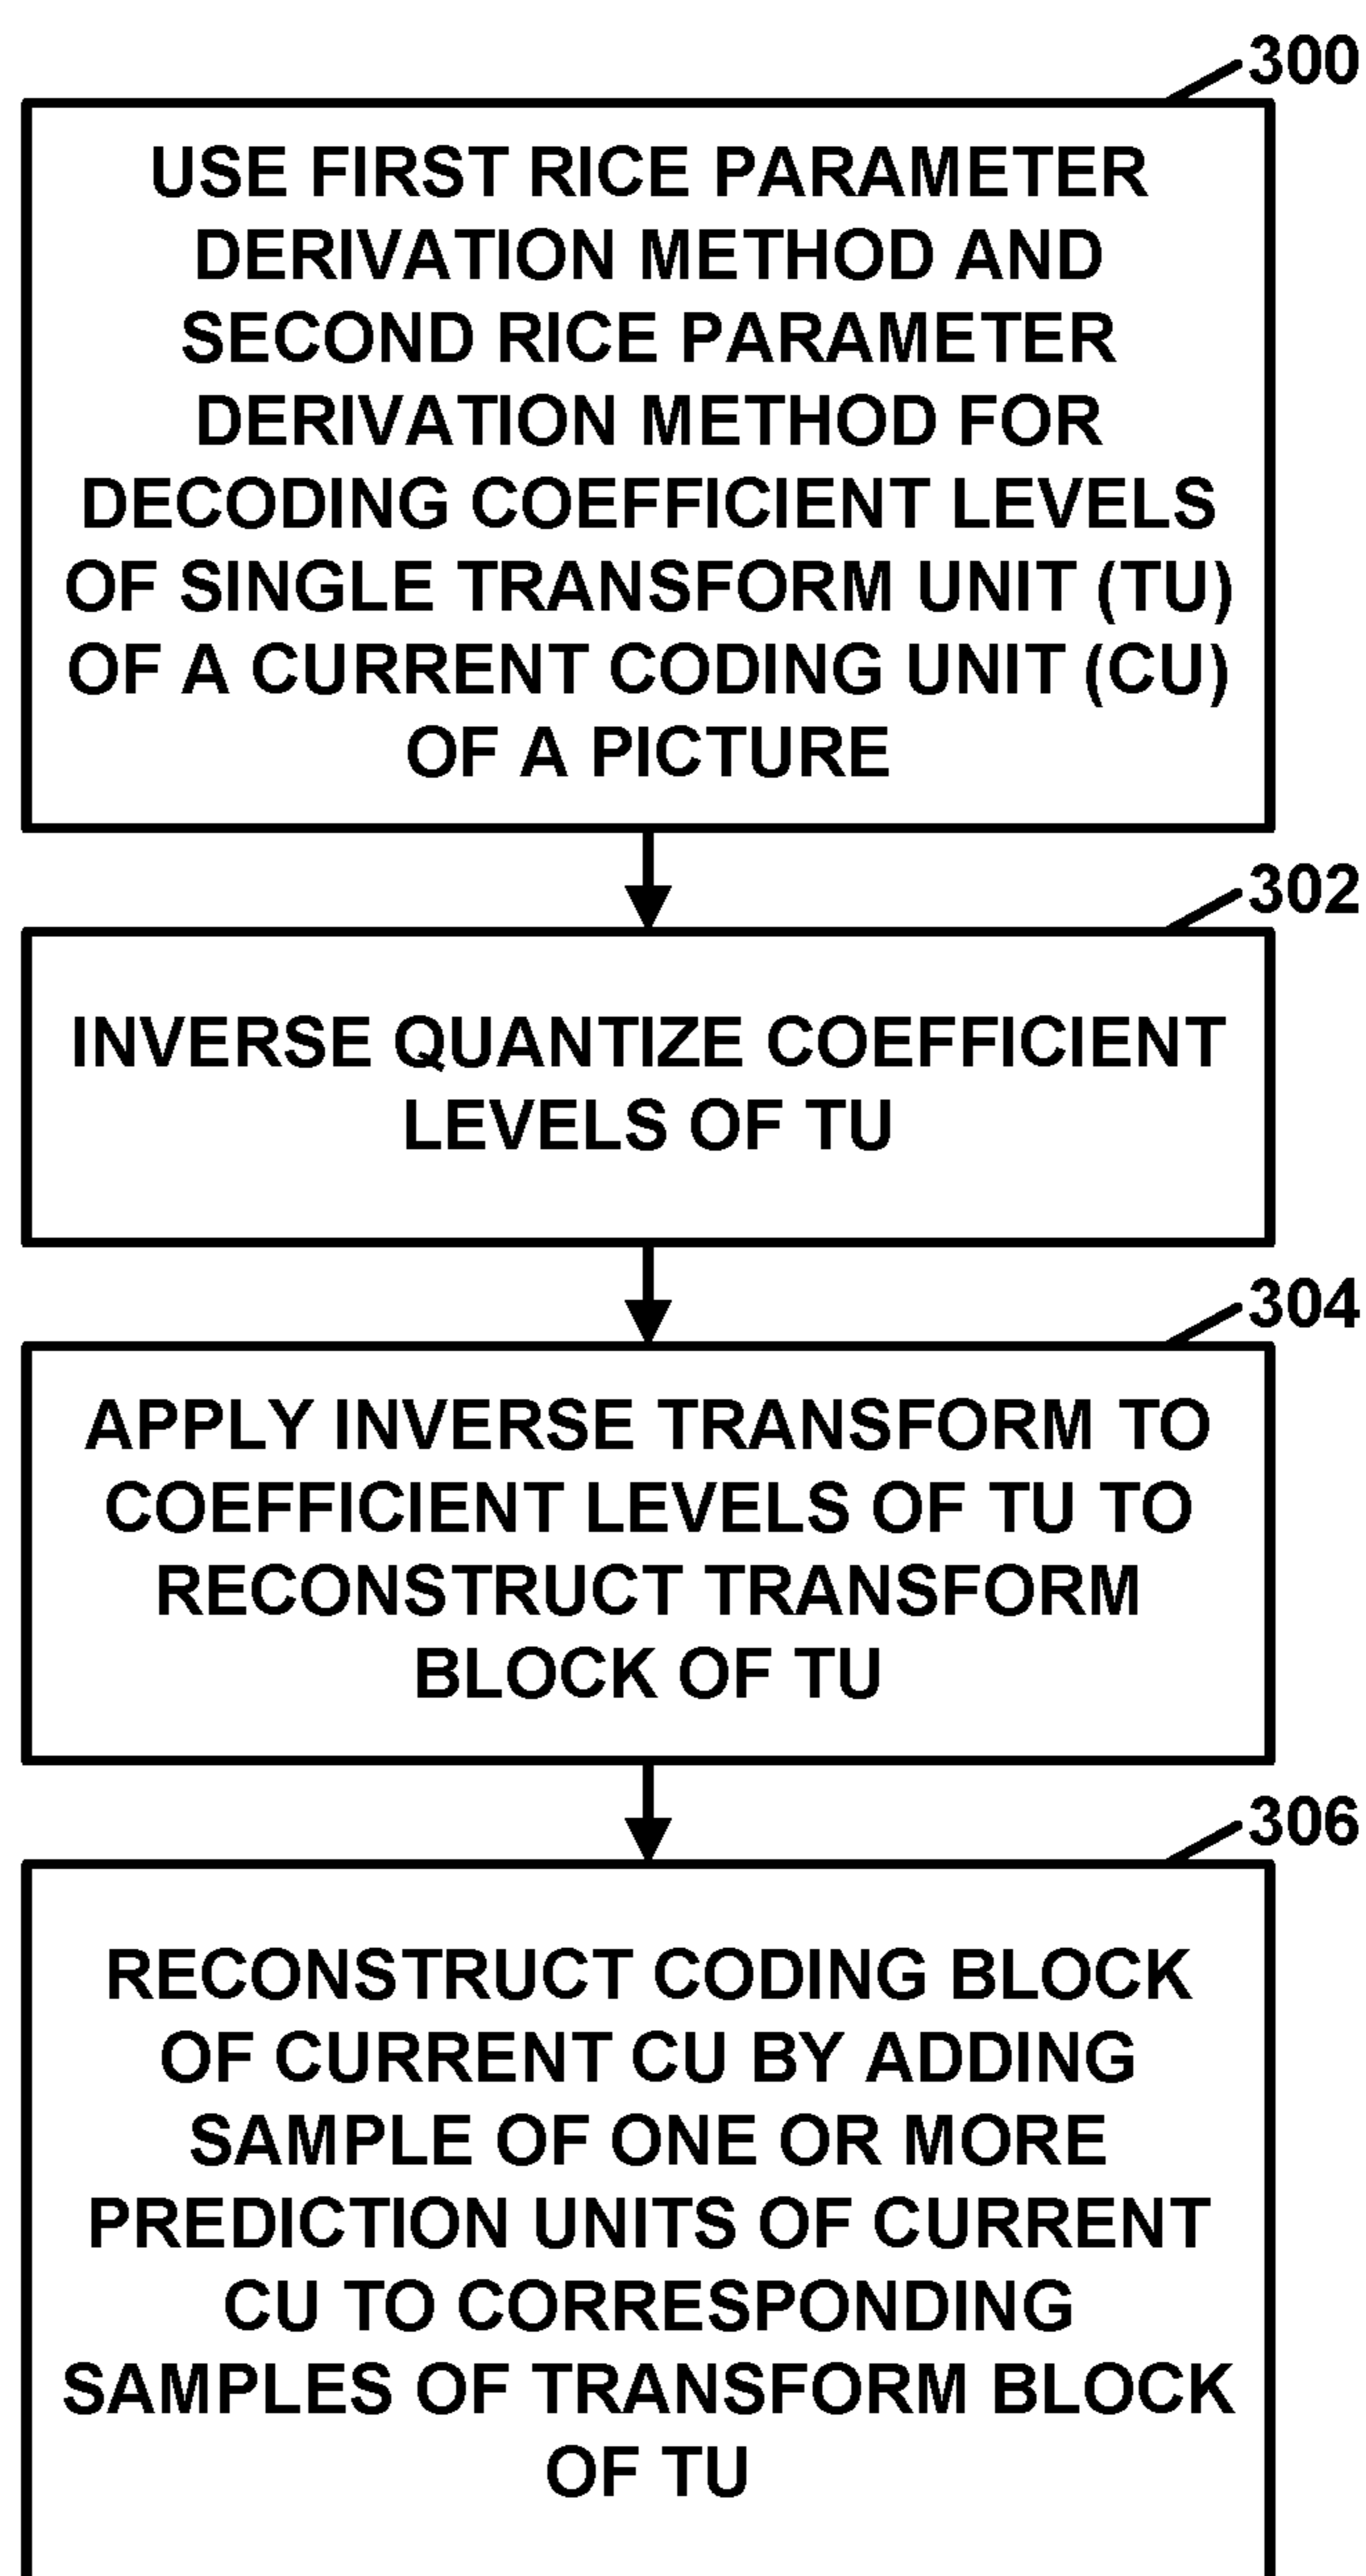 300
USE FIRST RICE PARAMETER
DERIVATION METHOD AND
SECOND RICE PARAMETER
DERIVATION METHOD FOR
DECODING COEFFICIENT LEVELS
OF SINGLE TRANSFORM UNIT (TU)
OF A CURRENT CODING UNIT (CU)
OF A PICTURE
302
INVERSE QUANTIZE COEFFICIENT
LEVELS OF TU
304
APPLY INVERSE TRANSFORM TO
COEFFICIENT LEVELS OF TU TO
RECONSTRUCT TRANSFORM
BLOCK OF TU
306
RECONSTRUCT CODING BLOCK
OF CURRENT CU BY ADDING
SAMPLE OF ONE OR MORE
PREDICTION UNITS OF CURRENT
CU TO CORRESPONDING
SAMPLES OF TRANSFORM BLOCK
OF TU